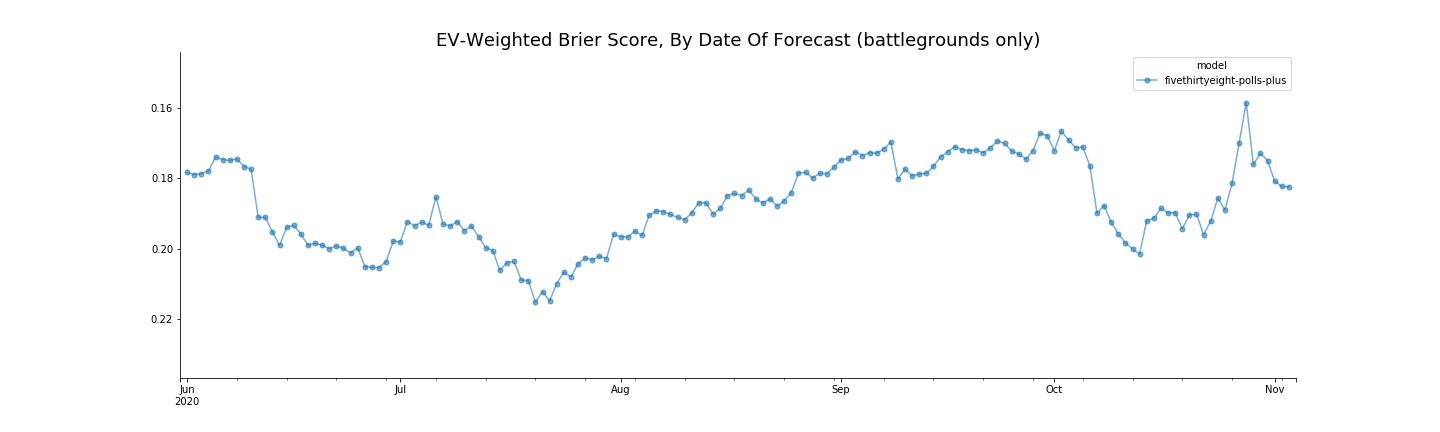 EV-Weighted Brier Score, By Date Of Forecast (battlegrounds only)
model
fivethirtyeight-polls-plus
0.16
0.18
0.20
0.22
Jun Jul Aug Sep Oct Nov
2020